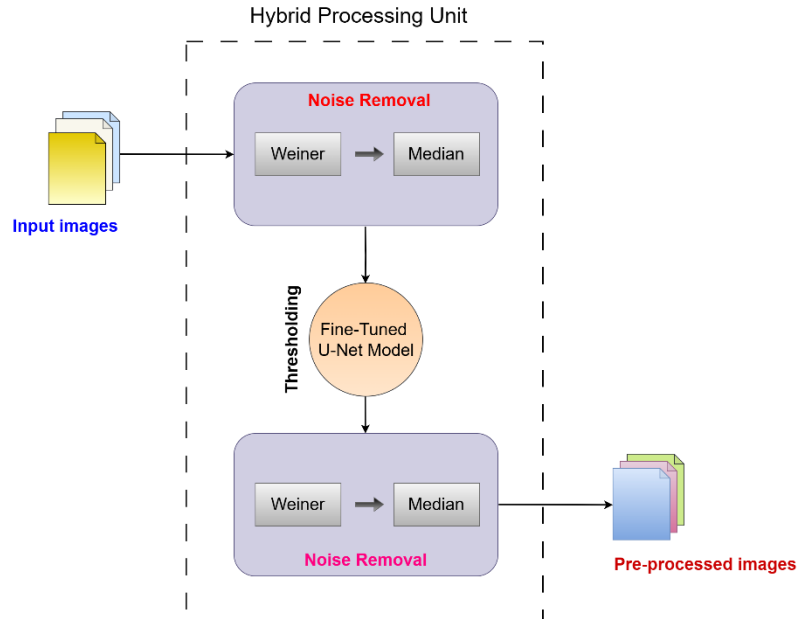 Hybrid Processing Unit
Noise Removal
Weiner
Median
Input images
Thresholding
Fine-Tuned
U-Net Model
Weiner
Median
Noise Removal
Pre-processed images